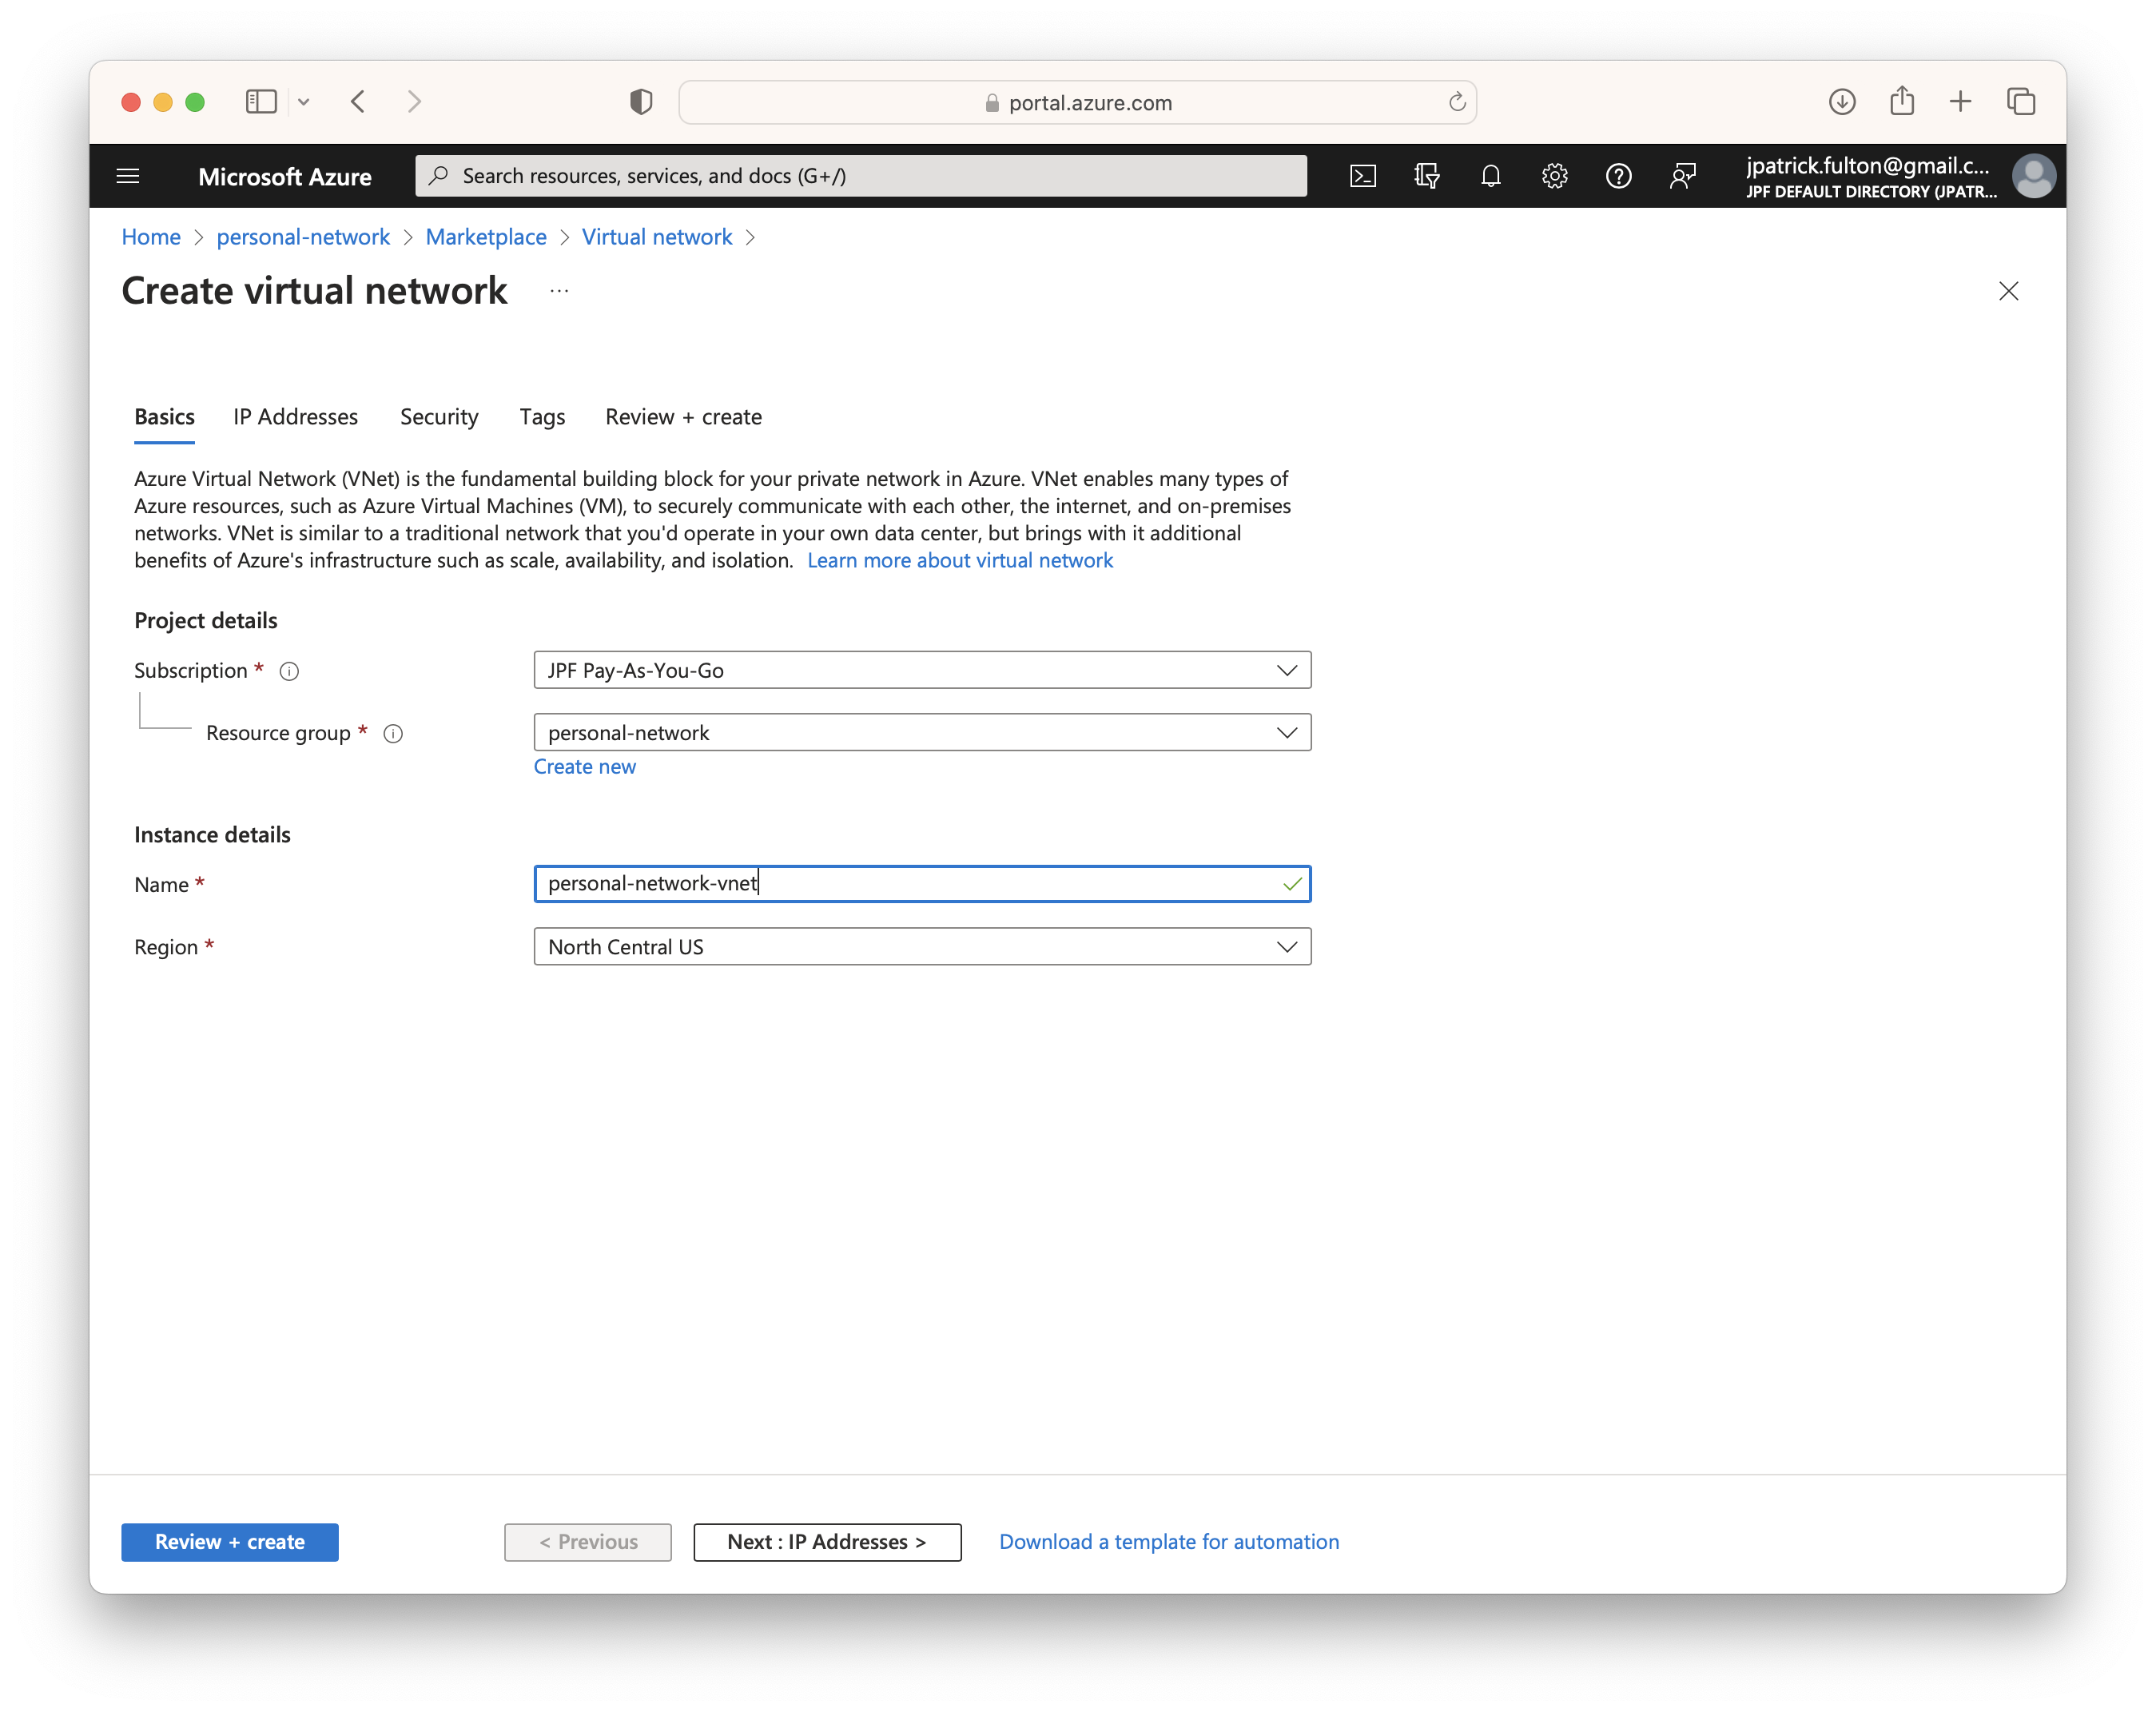 portal.azure.com
Microsoft Azure
Search resources, services, and docs (G+/)
jpatrick.fulton@gmail.c...
JPF DEFAULT DIRECTORY (JPATR...
Home > personal-network > Marketplace > Virtual network >
Create virtual network ...
Basics IP Addresses Security Tags Review + create
Azure Virtual Network (VNet) is the fundamental building block for your private network in Azure. VNet enables many types of
Azure resources, such as Azure Virtual Machines (VM), to securely communicate with each other, the internet, and on-premises
networks. VNet is similar to a traditional network that you'd operate in your own data center, but brings with it additional
benefits of Azure's infrastructure such as scale, availability, and isolation. Learn more about virtual network
Project details
Subscription * JPF Pay-As-You-Go
Resource group * personal-network
Create new
Instance details
Name * personal-network-vnet
Region * North Central US
Review + create < Previous Next : IP Addresses > Download a template for automation